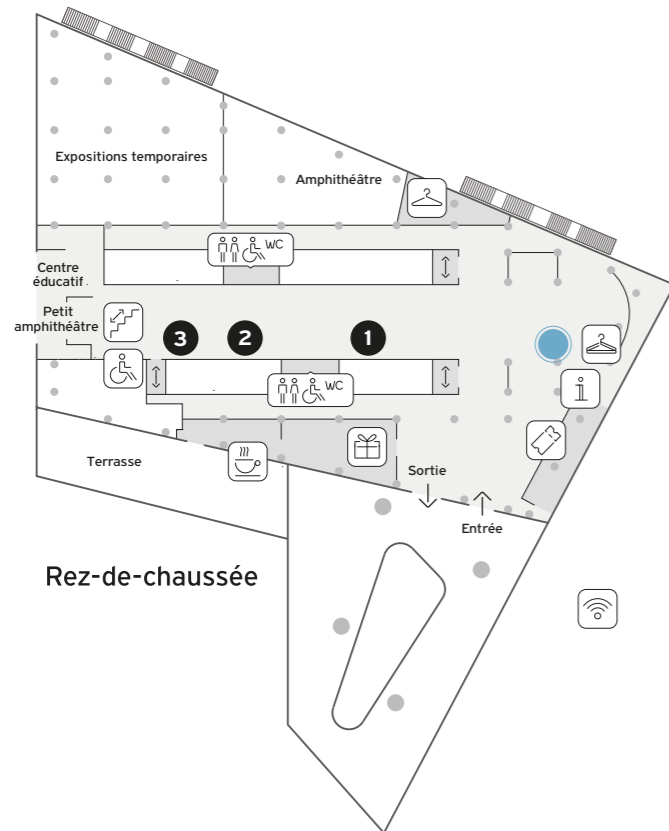 Expositions temporaires
Amphithéâtre
WC
Centre
éducatif
Petit
amphithéâtre
3
2
1
WC
i
Terrasse
Sortie
Entrée
Rez-de-chaussée